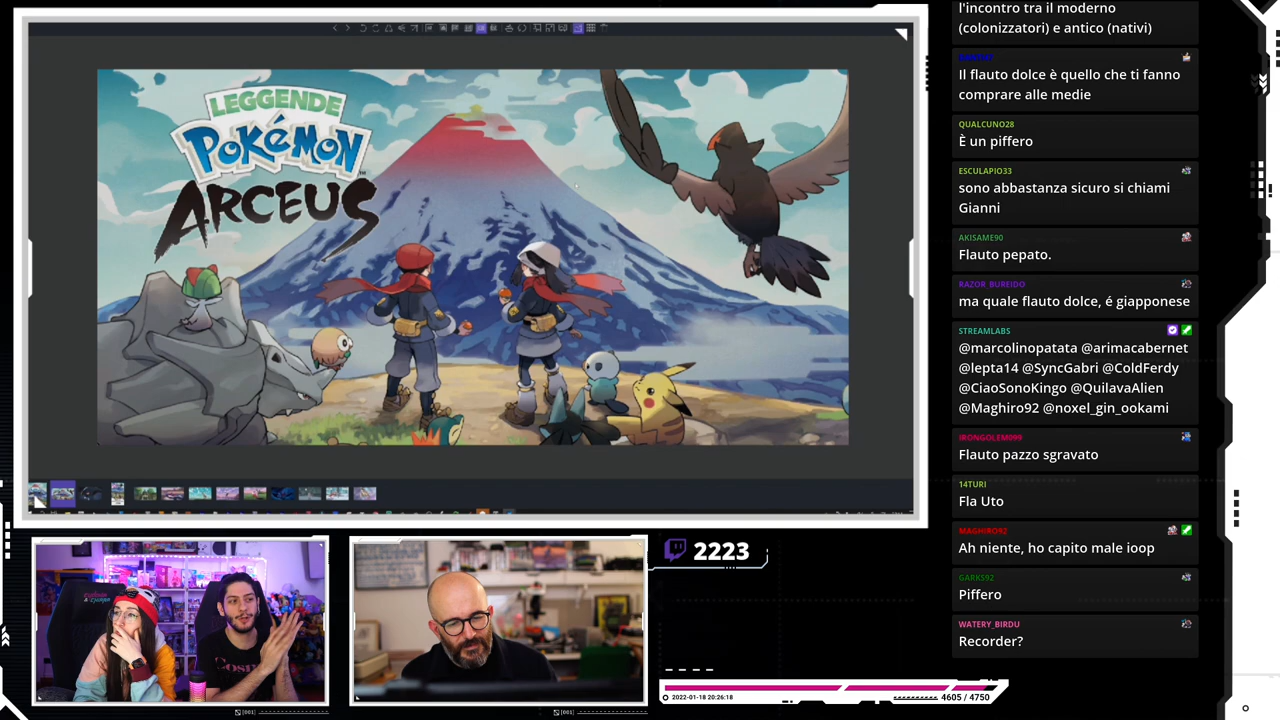 LEGGENDE
POKéMON
ARCEUS
l'incontro tra il moderno
(colonizzatori) e antico (nativi)
Il flauto dolce è quello che ti fanno
comprare alle medie
QUALCUNO28
È un piffero
ESCULAPIO33
sono abbastanza sicuro si chiami
Gianni
AKISAME90
Flauto pepato.
RAZOR_BUREIDO
ma quale flauto dolce, é giapponese
STREAMLABS
@marcolinopatata @arimacabernet
@lepta14 @SyncGabri @ColdFerdy
@CiaoSonoKingo @QuilavaAlien
@Maghiro92 @noxel_gin_ookami
IRONGOLEM099
Flauto pazzo sgravato
14TURI
Fla Uto
MAGHIRO92
Ah niente, ho capito male ioop
GARKS92
Piffero
WATERY_BIRDU
Recorder?
2223
2022-01-18 20:26:18
4605 / 4750
[001]
[001]